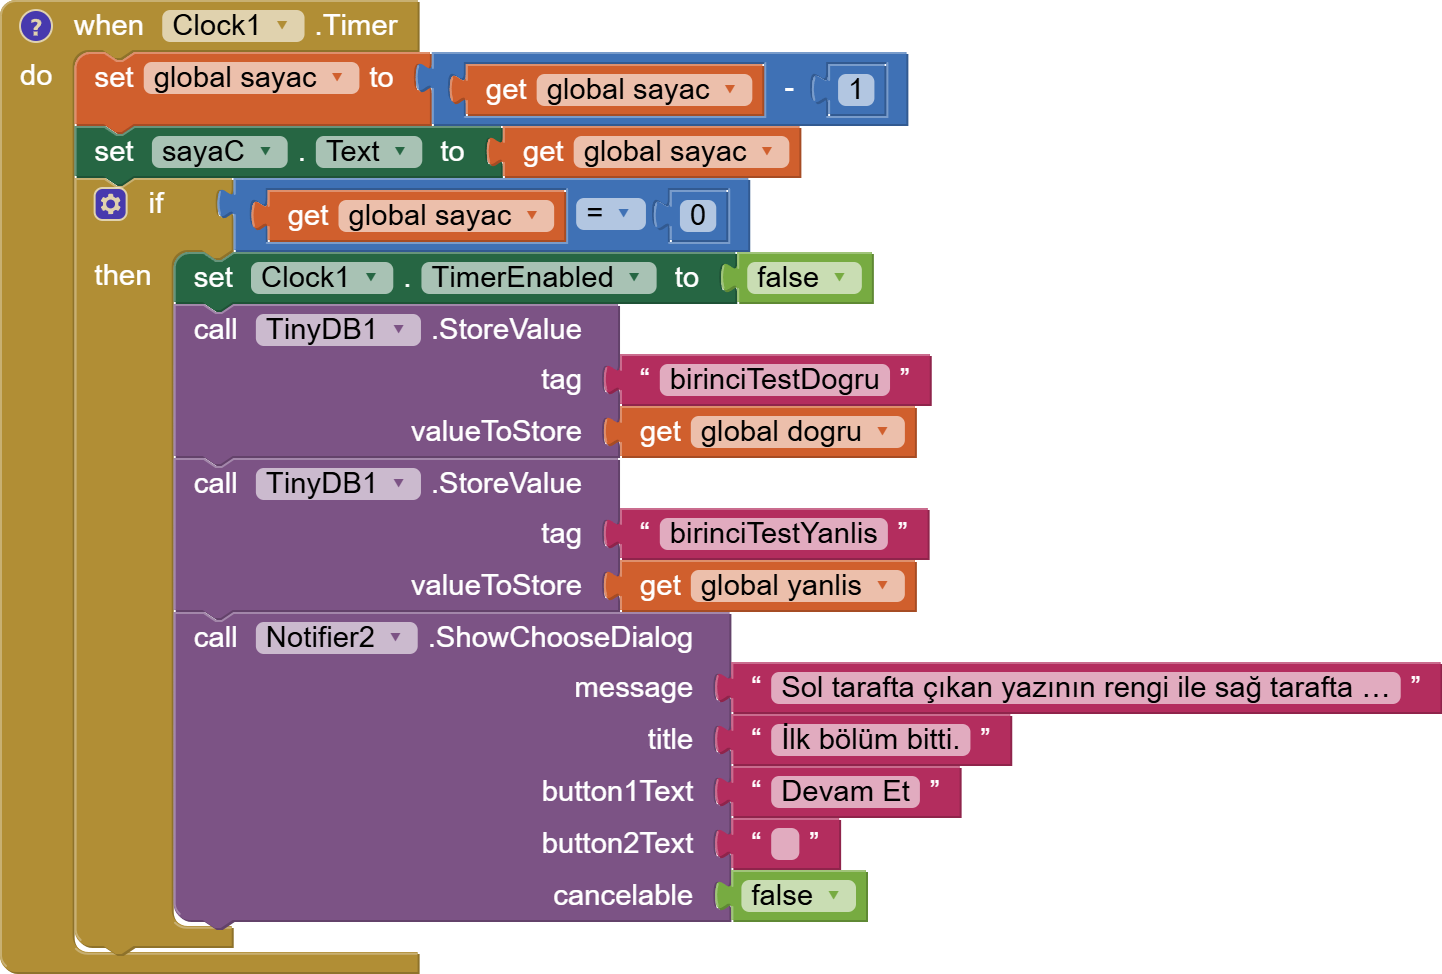 when Clock1 .Timer
do set global sayac to get global sayac - 1
set sayaC . Text to get global sayac
if get global sayac = 0
then set Clock1 . TimerEnabled to false
call TinyDB1 .StoreValue
tag “ birinciTestDogru ”
valueToStore get global dogru
call TinyDB1 .StoreValue
tag “ birinciTestYanlis ”
valueToStore get global yanlis
call Notifier2 .ShowChooseDialog
message “ Sol tarafta çıkan yazının rengi ile sağ tarafta … ”
title “ İlk bölüm bitti. ”
button1Text “ Devam Et ”
button2Text “ ”
cancelable false